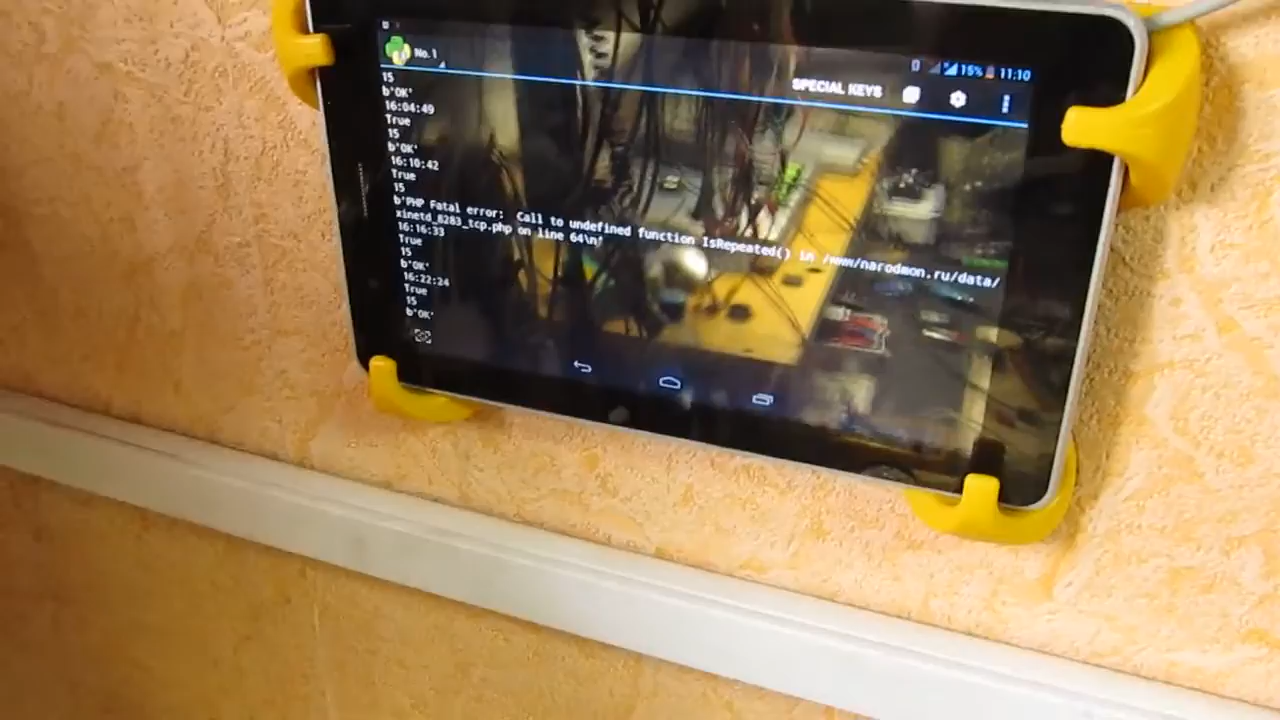 No.1
15% 11:10
SPECIAL KEYS
15
b'OK'
16:04:49
True
15
b'OK'
16:10:42
True
15
b'PHP Fatal error:  Call to undefined function IsRepeated() in /www/narodmon.ru/data/
xinetd_8283_tcp.php on line 64\n'
16:16:33
True
15
b'OK'
16:22:24
True
15
b'OK'